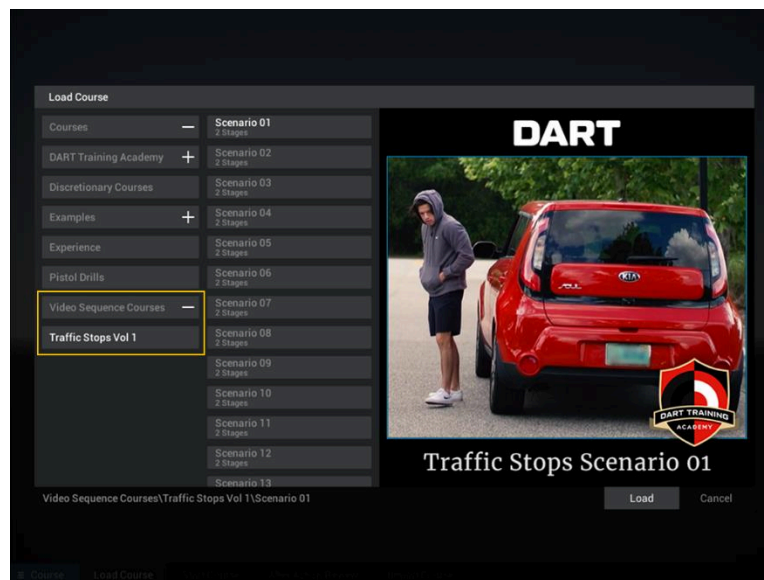 Load Course
Courses
DART Training Academy
Discretionary Courses
Examples
Experience
Pistol Drills
Video Sequence Courses
Traffic Stops Vol 1
Scenario 01
2 Stages
Scenario 02
2 Stages
Scenario 03
2 Stages
Scenario 04
2 Stages
Scenario 05
2 Stages
Scenario 06
2 Stages
Scenario 07
2 Stages
Scenario 08
2 Stages
Scenario 09
2 Stages
Scenario 10
2 Stages
Scenario 11
2 Stages
Scenario 12
2 Stages
Scenario 13
DART
KIA
SOUL
DART TRAINING
ACADEMY
Traffic Stops Scenario 01
Video Sequence Courses\Traffic Stops Vol 1\Scenario 01
Load
Cancel
Course
Load Course